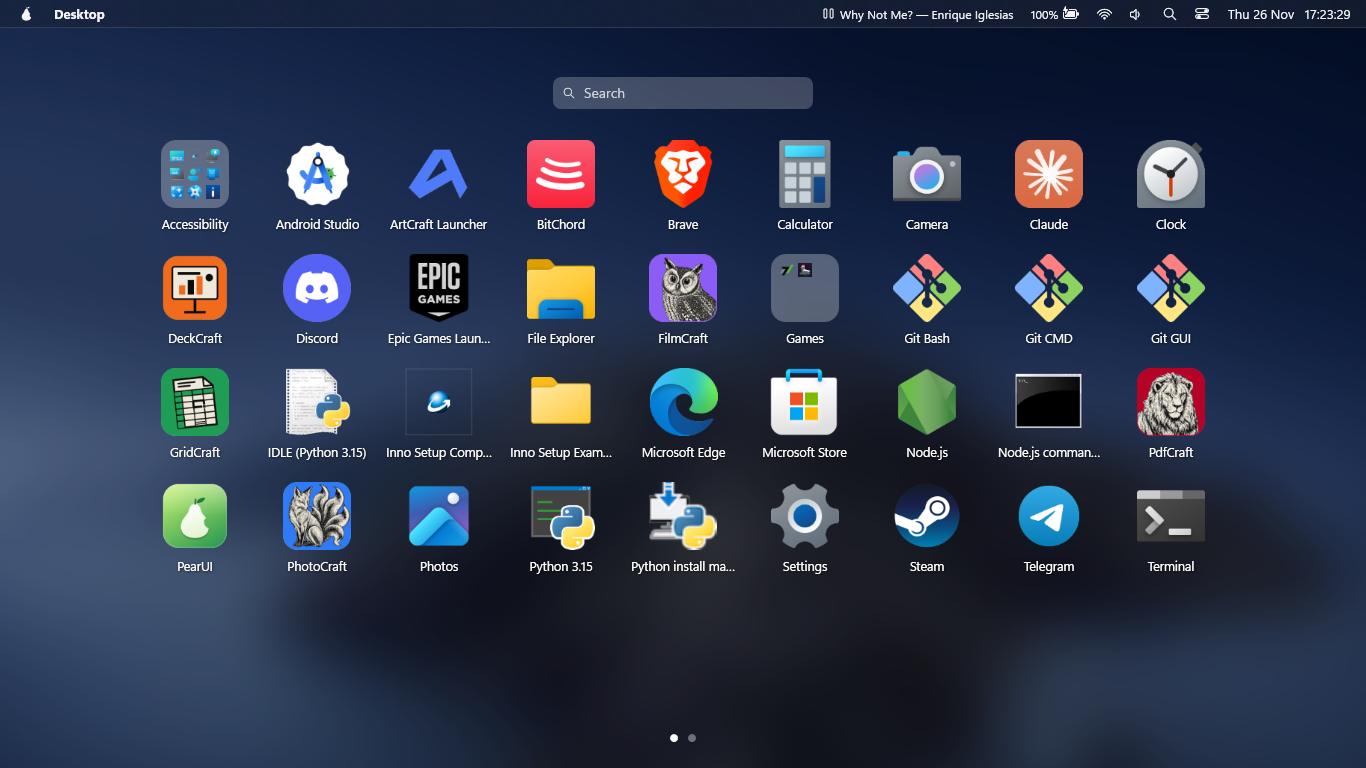 Desktop
Why Not Me? — Enrique Iglesias
100%
Thu 26 Nov 17:23:29
Search
Accessibility
Android Studio
ArtCraft Launcher
BitChord
Brave
Calculator
Camera
Claude
Clock
EPIC
GAMES
DeckCraft
Discord
Epic Games Laun...
File Explorer
FilmCraft
Games
Git Bash
Git CMD
Git GUI
GridCraft
IDLE (Python 3.15)
Inno Setup Comp...
Inno Setup Exam...
Microsoft Edge
Microsoft Store
Node.js
Node.js comman...
PdfCraft
PearUI
PhotoCraft
Photos
Python 3.15
Python install ma...
Settings
Steam
Telegram
Terminal